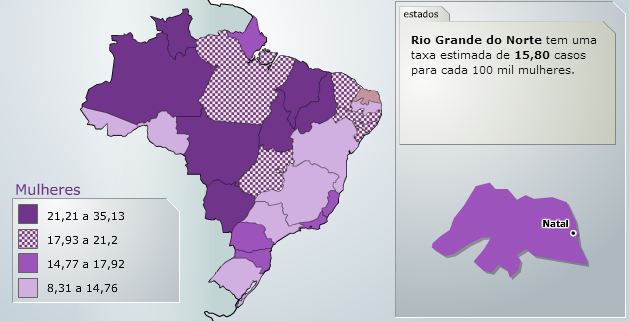 estados
Rio Grande do Norte tem uma
taxa estimada de 15,80 casos
para cada 100 mil mulheres.
Mulheres
21,21 a 35,13
17,93 a 21,2
14,77 a 17,92
8,31 a 14,76
Natal